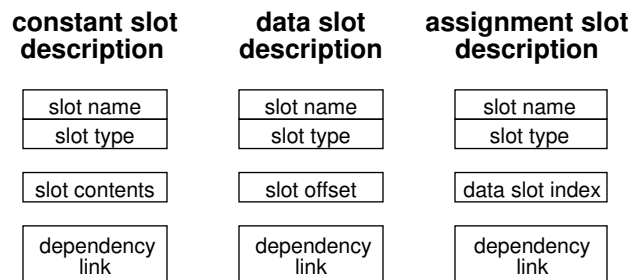 constant slot
description
slot name
slot type
slot contents
dependency
link
data slot
description
slot name
slot type
slot offset
dependency
link
assignment slot
description
slot name
slot type
data slot index
dependency
link